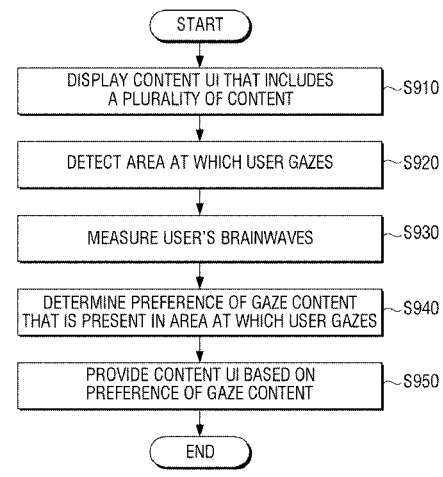 START
DISPLAY CONTENT UI THAT INCLUDES
A PLURALITY OF CONTENT
S910
DETECT AREA AT WHICH USER GAZES
S920
MEASURE USER'S BRAINWAVES
S930
DETERMINE PREFERENCE OF GAZE CONTENT
THAT IS PRESENT IN AREA AT WHICH USER GAZES
S940
PROVIDE CONTENT UI BASED ON
PREFERENCE OF GAZE CONTENT
S950
END